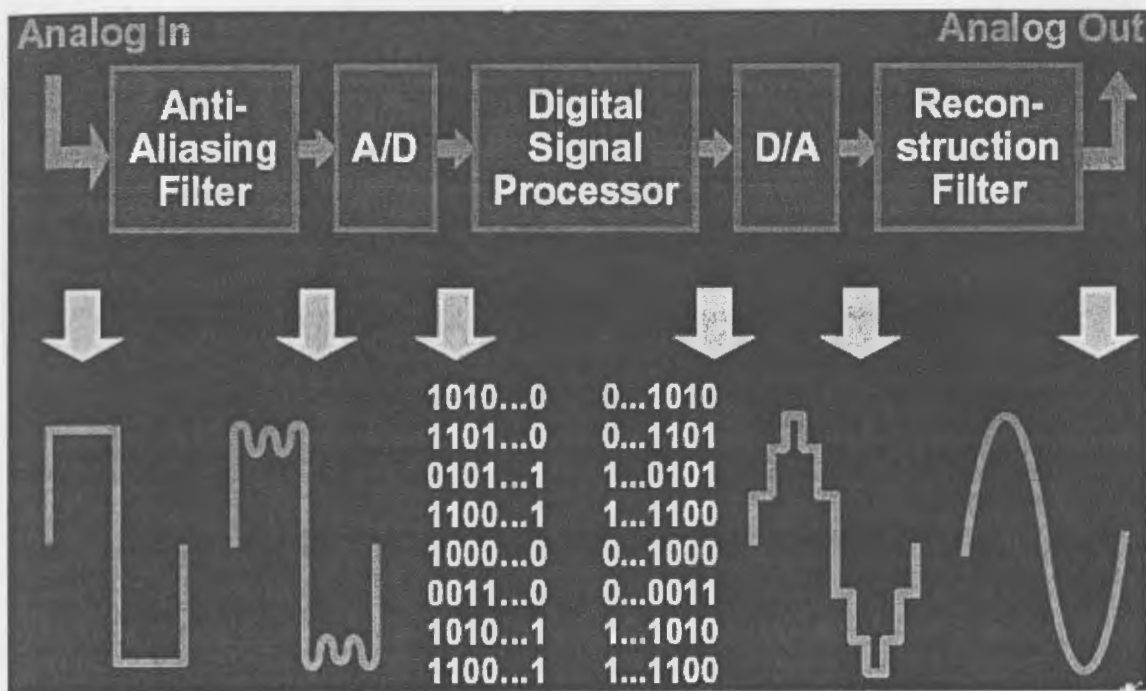 Analog In
Analog Out
Anti-
Aliasing
Filter
A/D
Digital
Signal
Processor
D/A
Recon-
struction
Filter
1010...0 0...1010
1101...0 0...1101
0101...1 1...0101
1100...1 1...1100
1000...0 0...1000
0011...0 0...0011
1010...1 1...1010
1100...1 1...1100